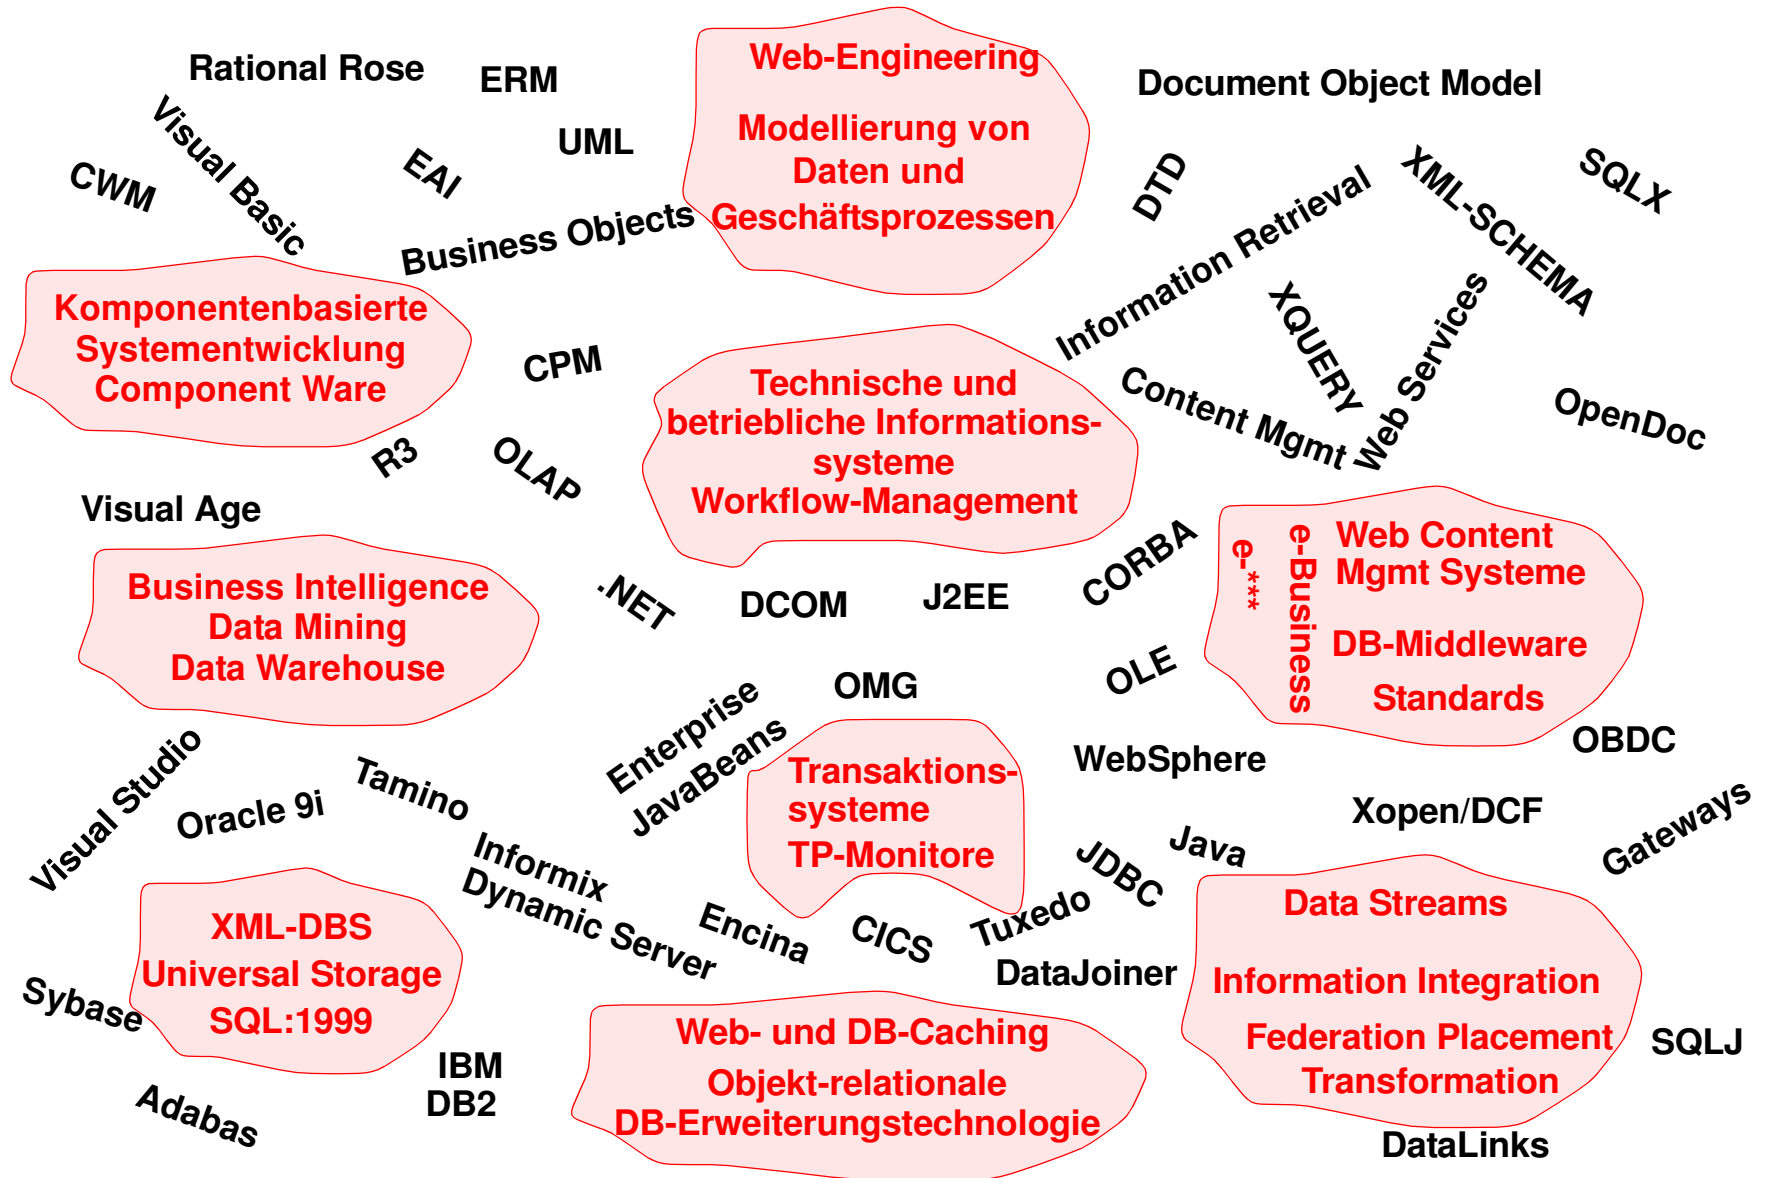 Rational Rose
ERM
UML
Visual Basic
CWM
EAI
Business Objects
Web-Engineering
Modellierung von
Daten und
Geschäftsprozessen
Document Object Model
DTD
Information Retrieval
XML-SCHEMA
SQLX
XQUERY
Web Services
Content Mgmt
OpenDoc
Komponentenbasierte
Systementwicklung
Component Ware
CPM
R3
OLAP
Technische und
betriebliche Informations-
systeme
Workflow-Management
Visual Age
Business Intelligence
Data Mining
Data Warehouse
.NET
DCOM
J2EE
CORBA
OLE
OMG
e-***
e-Business
Web Content
Mgmt Systeme
DB-Middleware
Standards
OBDC
Enterprise
JavaBeans
Transaktions-
systeme
TP-Monitore
WebSphere
Xopen/DCF
Gateways
Java
JDBC
Visual Studio
Oracle 9i
Tamino
Informix
Dynamic Server
Encina
CICS
Tuxedo
DataJoiner
XML-DBS
Universal Storage
SQL:1999
Sybase
Adabas
IBM
DB2
Web- und DB-Caching
Objekt-relationale
DB-Erweiterungstechnologie
Data Streams
Information Integration
Federation Placement
Transformation
SQLJ
DataLinks